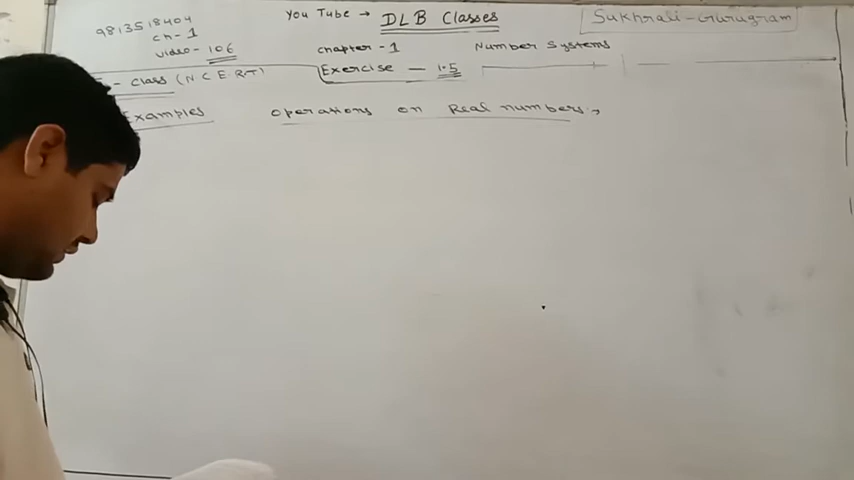 9813518404
ch-1
video- 106
You Tube → DLB Classes
Sukhrali-Gurugram
chapter -1 Number Systems
- class (N C E R T) Exercise — 1.5
Examples Operations on Real numbers →